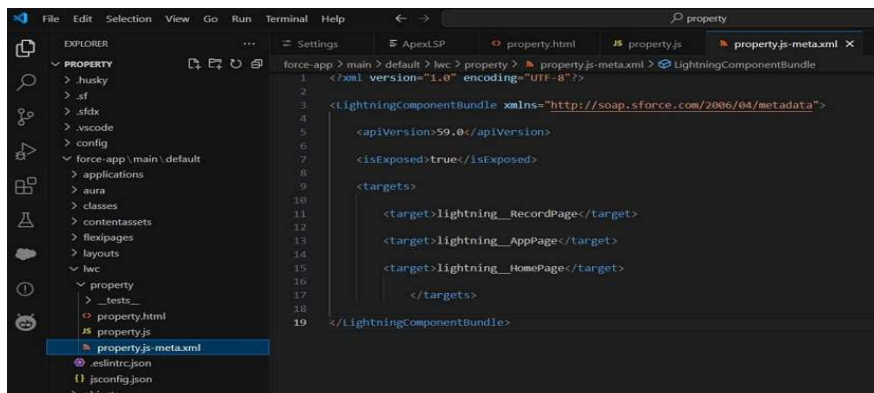 File Edit Selection View Go Run Terminal Help
property
EXPLORER
Settings
ApexLSP
property.html
JS property.js
property.js-meta.xml
PROPERTY
force-app > main > default > lwc > property > property.js-meta.xml > LightningComponentBundle
.husky
.sf
.sfdx
.vscode
config
force-app\main\default
applications
aura
classes
contentassets
flexipages
layouts
lwc
property
__tests__
property.html
JS property.js
property.js-meta.xml
.eslintrc.json
{} jsconfig.json
1 <?xml version="1.0" encoding="UTF-8"?>
2
3 <LightningComponentBundle xmlns="http://soap.sforce.com/2006/04/metadata">
4
5 <apiVersion>59.0</apiVersion>
6
7 <isExposed>true</isExposed>
8
9 <targets>
10
11 <target>lightning__RecordPage</target>
12
13 <target>lightning__AppPage</target>
14
15 <target>lightning__HomePage</target>
16
17 </targets>
18
19 </LightningComponentBundle>